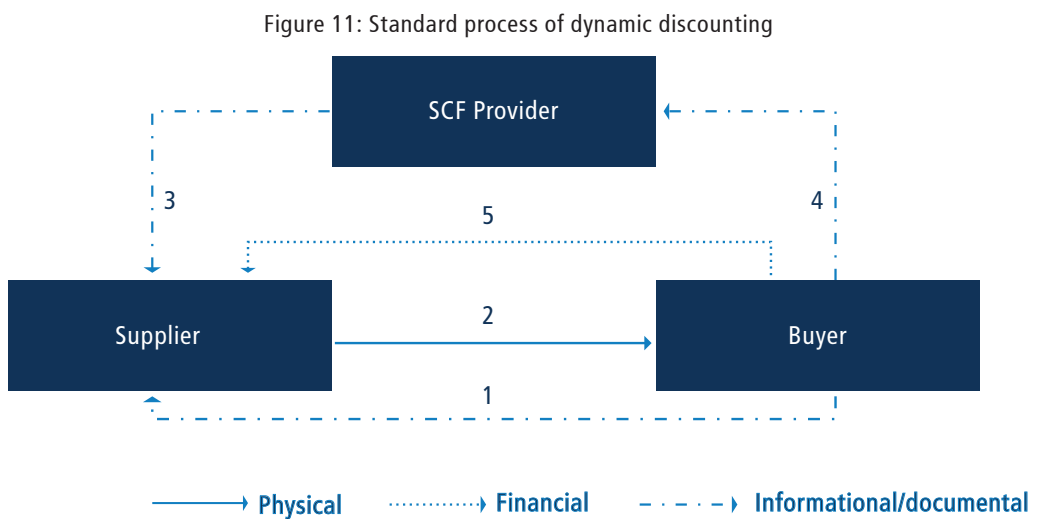 Figure 11: Standard process of dynamic discounting
SCF Provider
3
4
5
Supplier
2
Buyer
1
Physical
Financial
Informational/documental